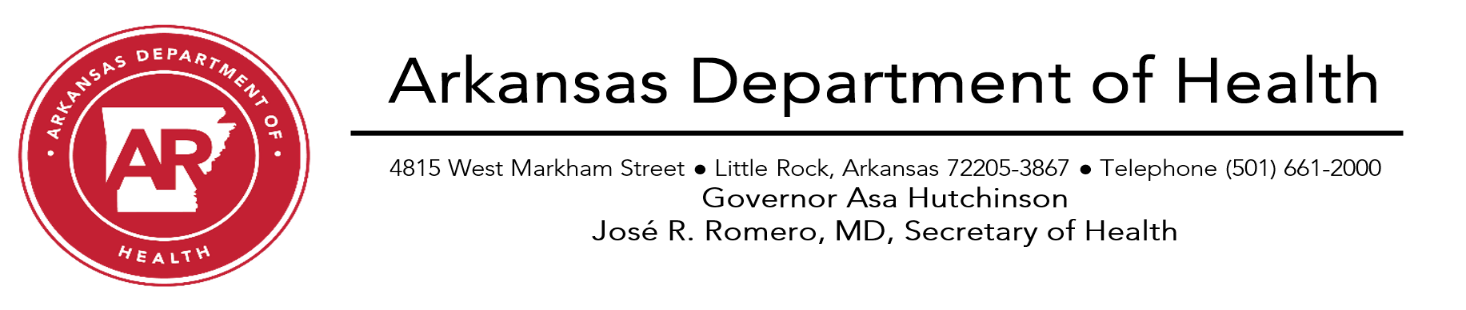 • ARKANSAS DEPARTMENT OF •
AR
HEALTH
Arkansas Department of Health
4815 West Markham Street ● Little Rock, Arkansas 72205-3867 ● Telephone (501) 661-2000
Governor Asa Hutchinson
José R. Romero, MD, Secretary of Health